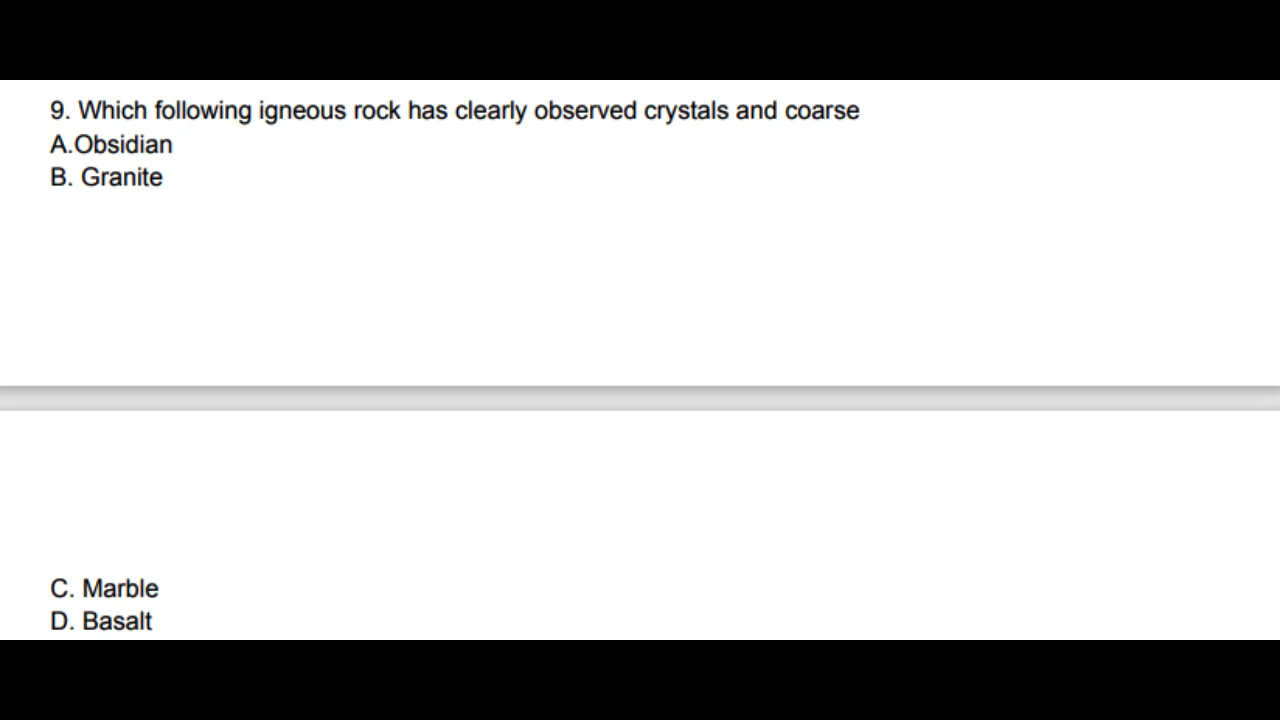 9. Which following igneous rock has clearly observed crystals and coarse
A.Obsidian
B. Granite
C. Marble
D. Basalt